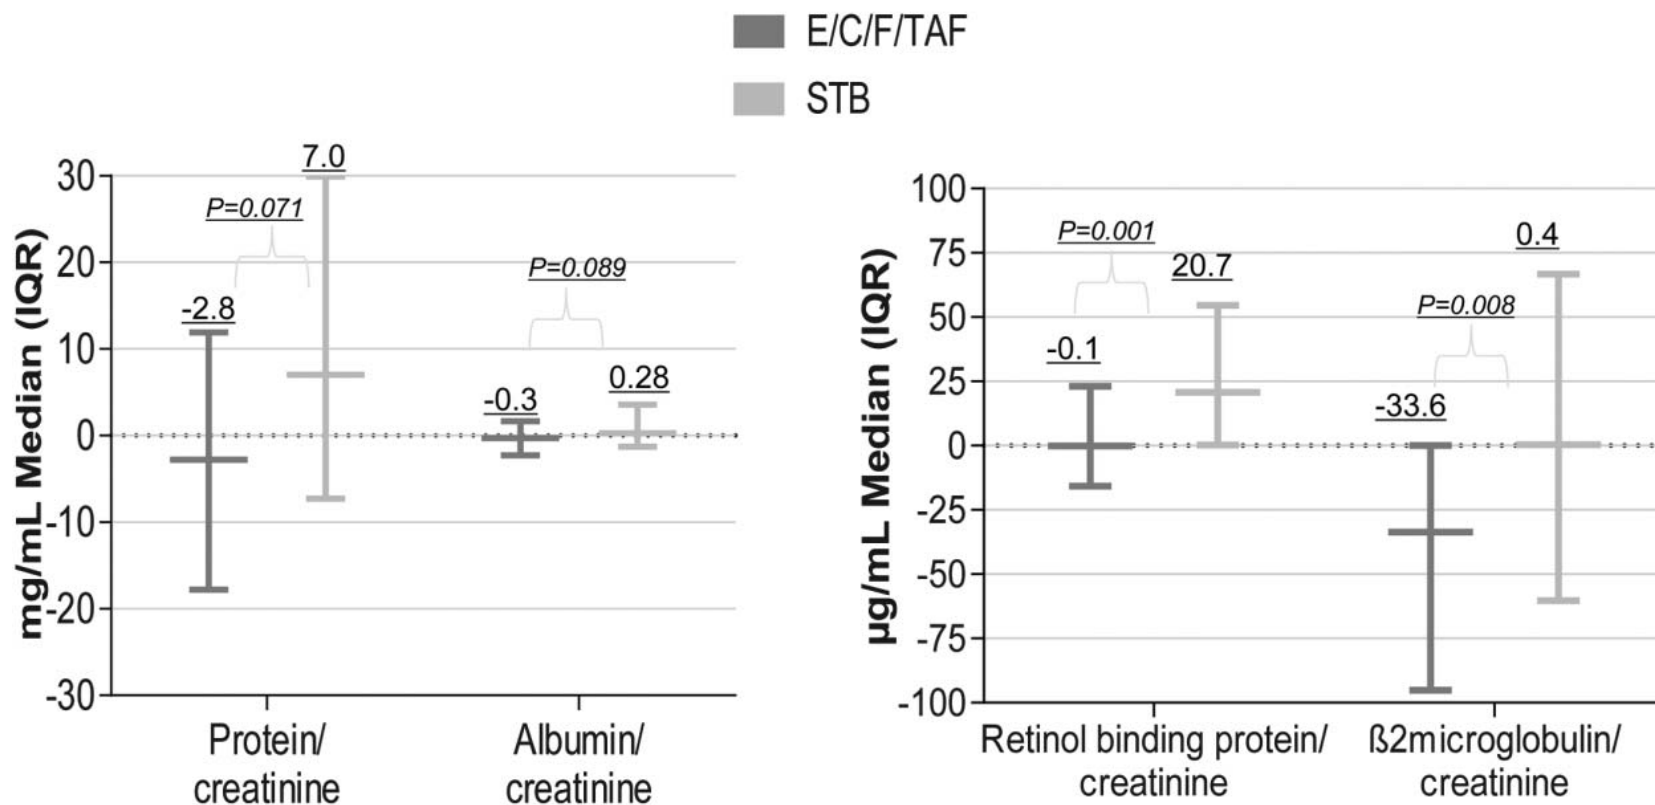 E/C/F/TAF
STB
mg/mL Median (IQR)
30
20
10
0
-10
-20
-30
-2.8
P=0.071
7.0
-0.3
P=0.089
0.28
Protein/
creatinine
Albumin/
creatinine
µg/mL Median (IQR)
100
75
50
25
0
-25
-50
-75
-100
-0.1
P=0.001
20.7
-33.6
P=0.008
0.4
Retinol binding protein/
creatinine
ß2microglobulin/
creatinine